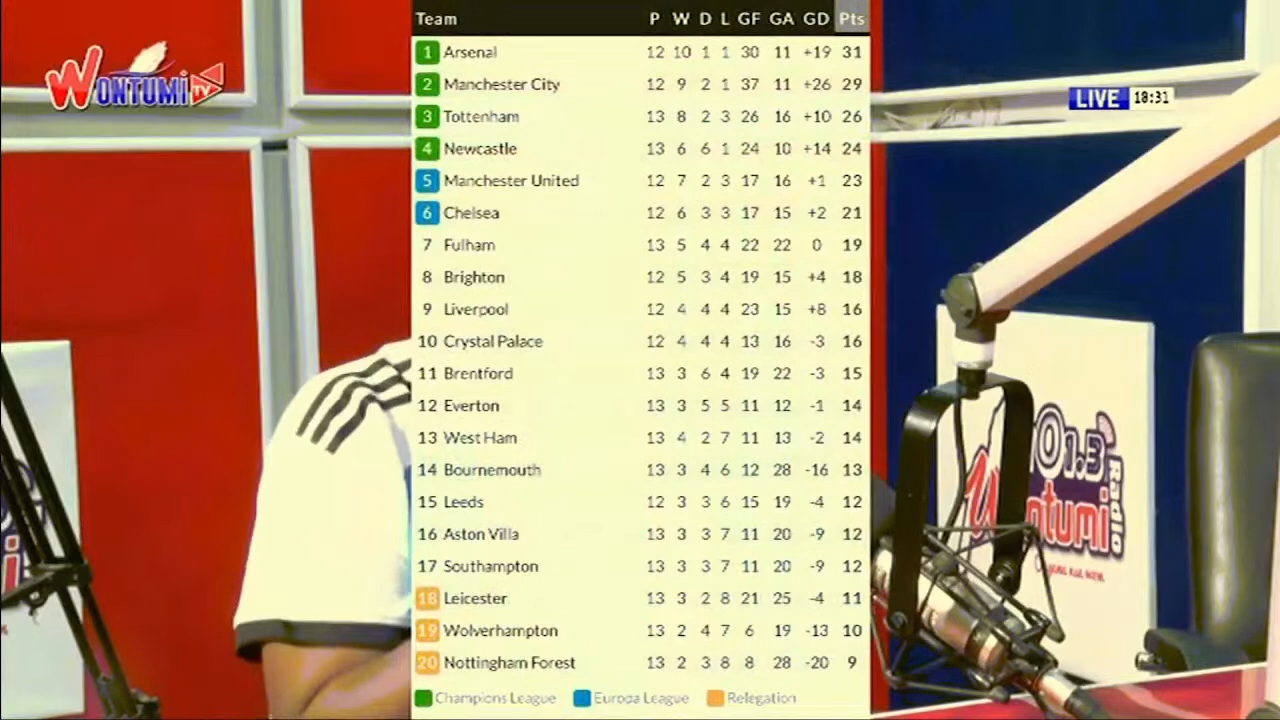 WONTUMI TV
LIVE 18:31
Team P W D L GF GA GD Pts
1 Arsenal 12 10 1 1 30 11 +19 31
2 Manchester City 12 9 2 1 37 11 +26 29
3 Tottenham 13 8 2 3 26 16 +10 26
4 Newcastle 13 6 6 1 24 10 +14 24
5 Manchester United 12 7 2 3 17 16 +1 23
6 Chelsea 12 6 3 3 17 15 +2 21
7 Fulham 13 5 4 4 22 22 0 19
8 Brighton 12 5 3 4 19 15 +4 18
9 Liverpool 12 4 4 4 23 15 +8 16
10 Crystal Palace 12 4 4 4 13 16 -3 16
11 Brentford 13 3 6 4 19 22 -3 15
12 Everton 13 3 5 5 11 12 -1 14
13 West Ham 13 4 2 7 11 13 -2 14
14 Bournemouth 13 3 4 6 12 28 -16 13
15 Leeds 12 3 3 6 15 19 -4 12
16 Aston Villa 13 3 3 7 11 20 -9 12
17 Southampton 13 3 3 7 11 20 -9 12
18 Leicester 13 3 2 8 21 25 -4 11
19 Wolverhampton 13 2 4 7 6 19 -13 10
20 Nottingham Forest 13 2 3 8 8 28 -20 9
Champions League Europa League Relegation
101.3
Wontumi
Radio